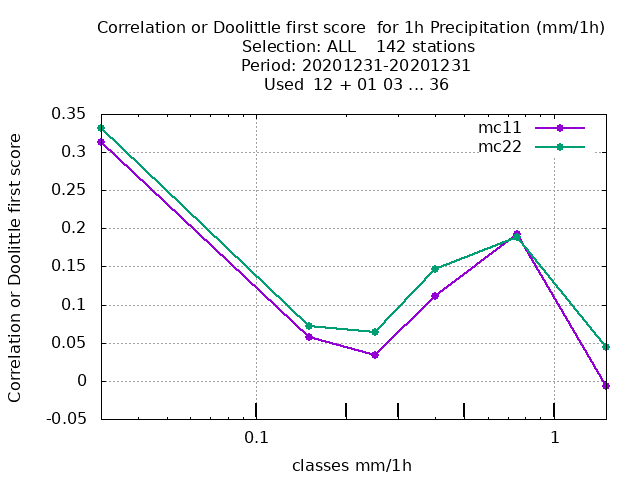 Correlation or Doolittle first score  for 1h Precipitation (mm/1h)
Selection: ALL    142 stations
Period: 20201231-20201231
Used  12 + 01 03 ... 36
mc11
mc22
Correlation or Doolittle first score
0.35
0.3
0.25
0.2
0.15
0.1
0.05
0
-0.05
0.1
1
classes mm/1h